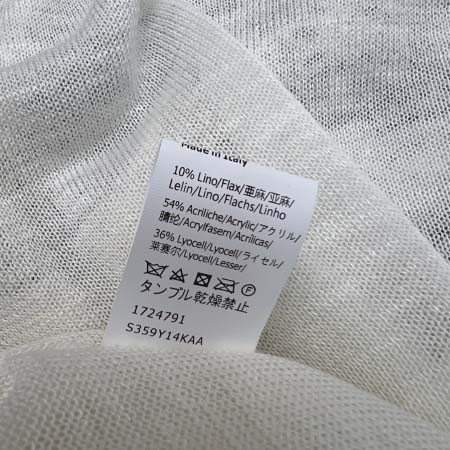 Made in Italy
10% Lino/Flax/亜麻/亚麻/
Lelin/Lino/Flachs/Linho
54% Acriliche/Acrylic/アクリル/
腈纶/Acrylfasem/Acrilicas/
36% Lyocell/Lyocell/ライセル/
莱赛尔/Lyocell/Lesser/
タンブル乾燥禁止
1724791
S359Y14KAA